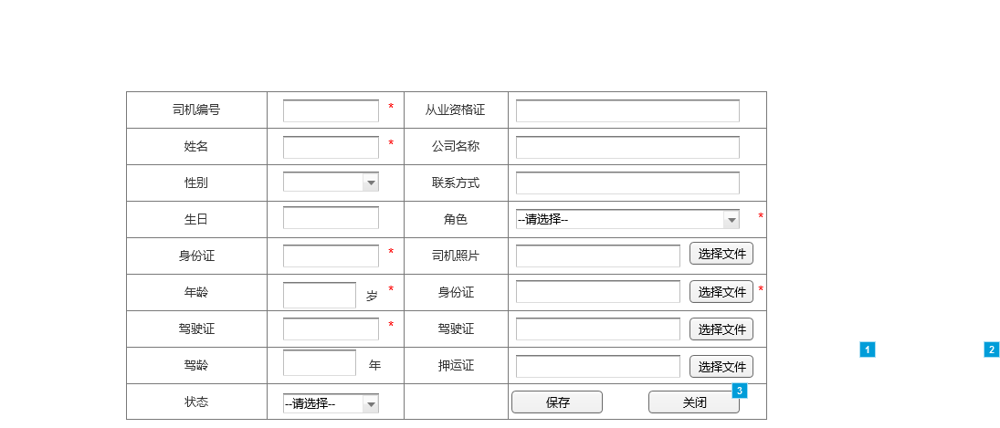 司机编号 * 从业资格证
姓名 * 公司名称
性别 联系方式
生日 角色 --请选择-- *
身份证 * 司机照片 选择文件
年龄 岁 * 身份证 选择文件 *
驾驶证 * 驾驶证 选择文件
1 2
驾龄 年 押运证 选择文件
状态 --请选择-- 保存 关闭 3